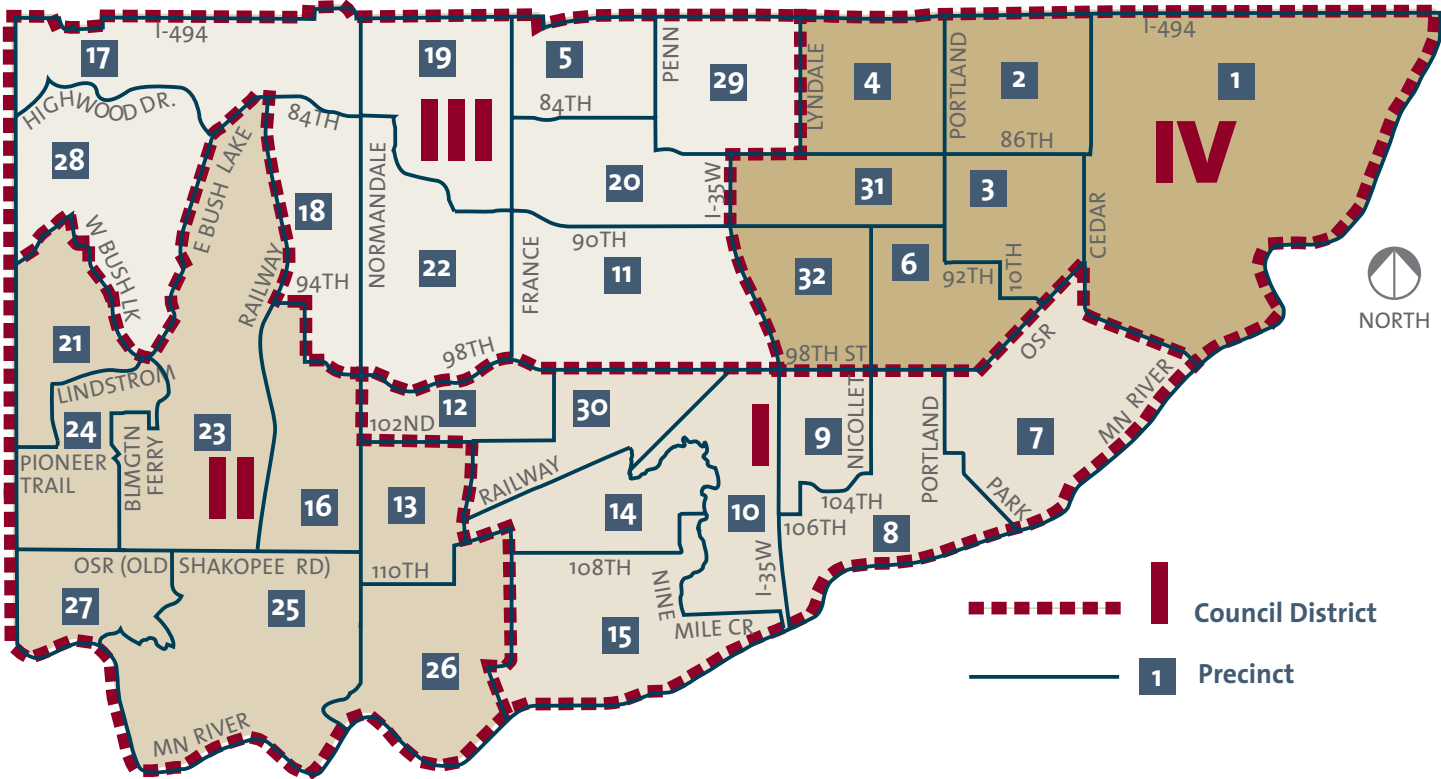 I-494
I-494
17
19
5
PENN
29
LYNDALE
4
PORTLAND
2
1
HIGHWOOD DR.
84TH
84TH
III
86TH
IV
28
E BUSH LAKE
NORMANDALE
20
I-35W
31
3
18
W BUSH LK
RAILWAY
94TH
22
FRANCE
90TH
11
32
6
92TH
10TH
CEDAR
NORTH
21
98TH
98TH ST
OSR
LINDSTROM
24
23
12
102ND
30
I
9
NICOLLET
PORTLAND
7
MN RIVER
PIONEER
TRAIL
BLMGTN
FERRY
II
16
13
RAILWAY
14
10
104TH
106TH
8
PARK
OSR (OLD SHAKOPEE RD)
110TH
108TH
I-35W
27
25
NINE
MILE CR.
15
26
MN RIVER
I Council District
1 Precinct